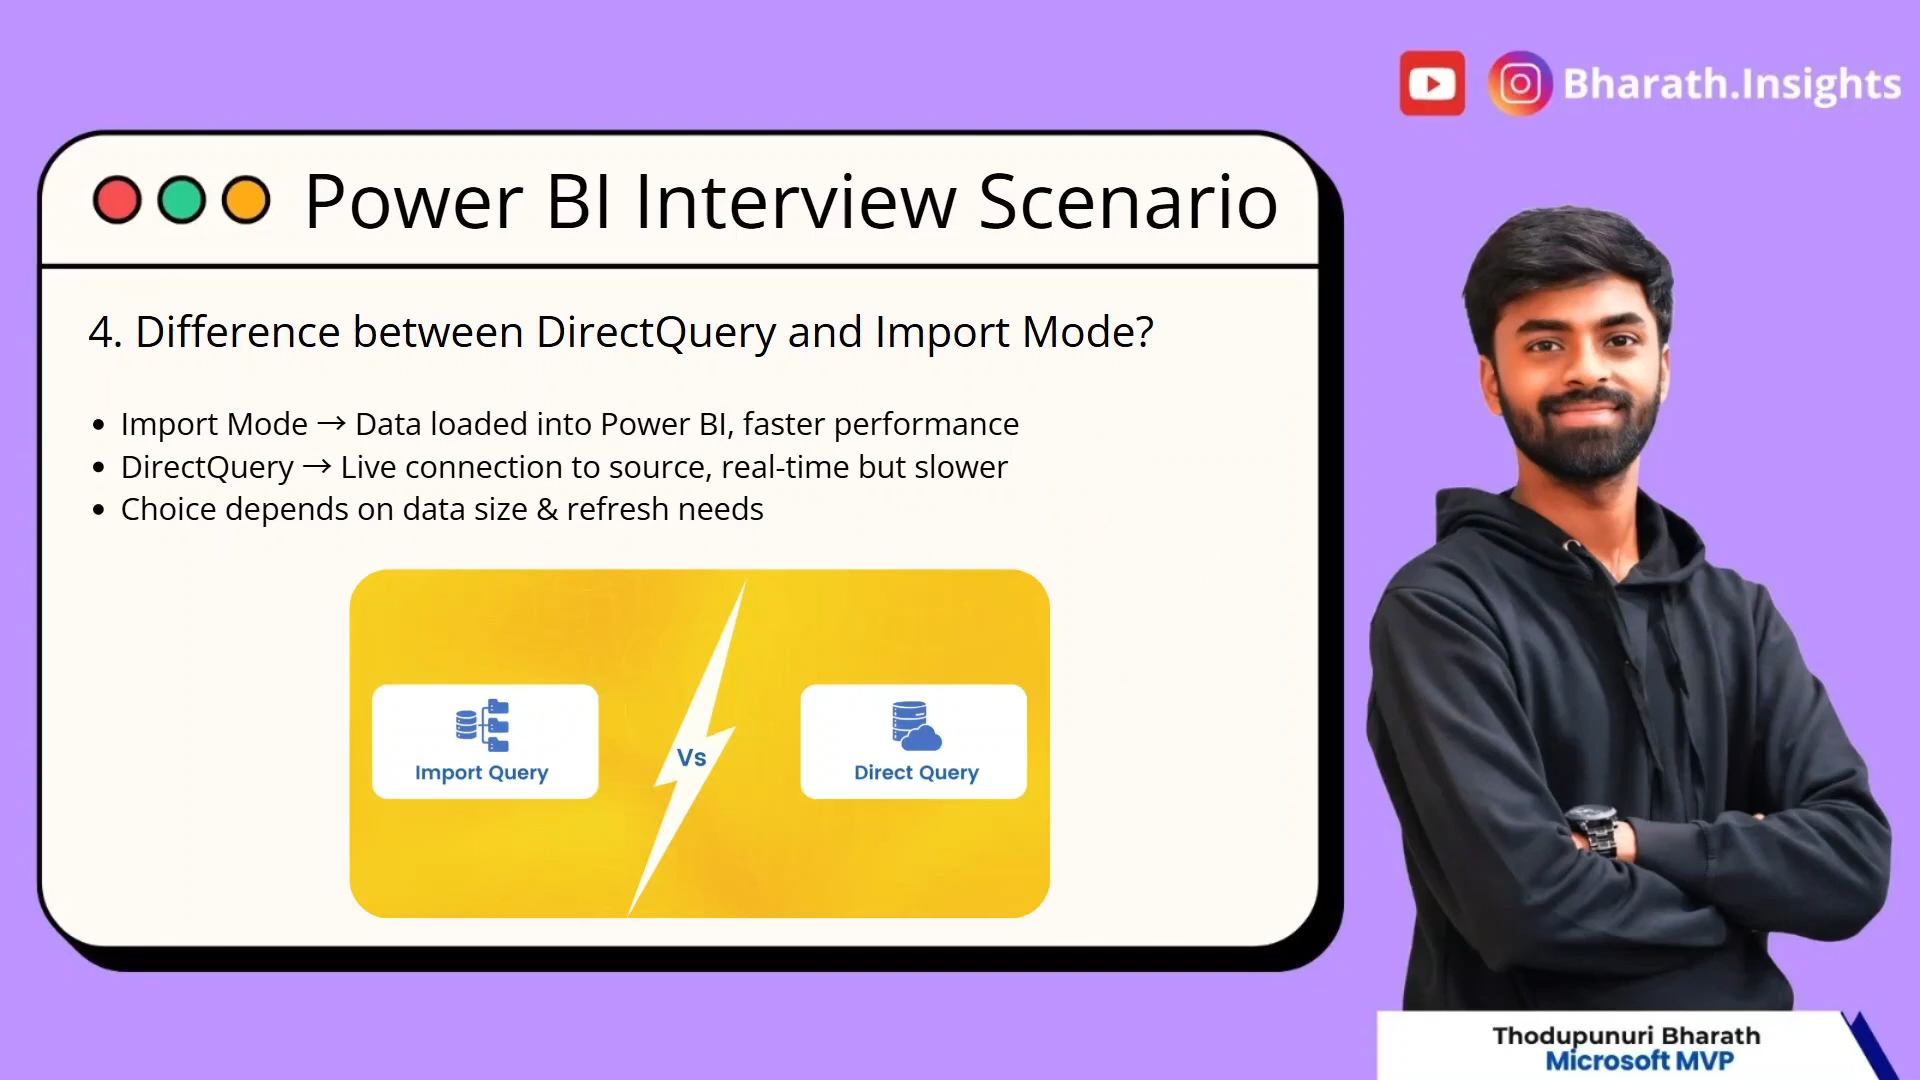 Bharath.Insights
Power BI Interview Scenario
4. Difference between DirectQuery and Import Mode?
• Import Mode → Data loaded into Power BI, faster performance
• DirectQuery → Live connection to source, real-time but slower
• Choice depends on data size & refresh needs
Import Query
Vs
Direct Query
Thodupunuri Bharath
Microsoft MVP